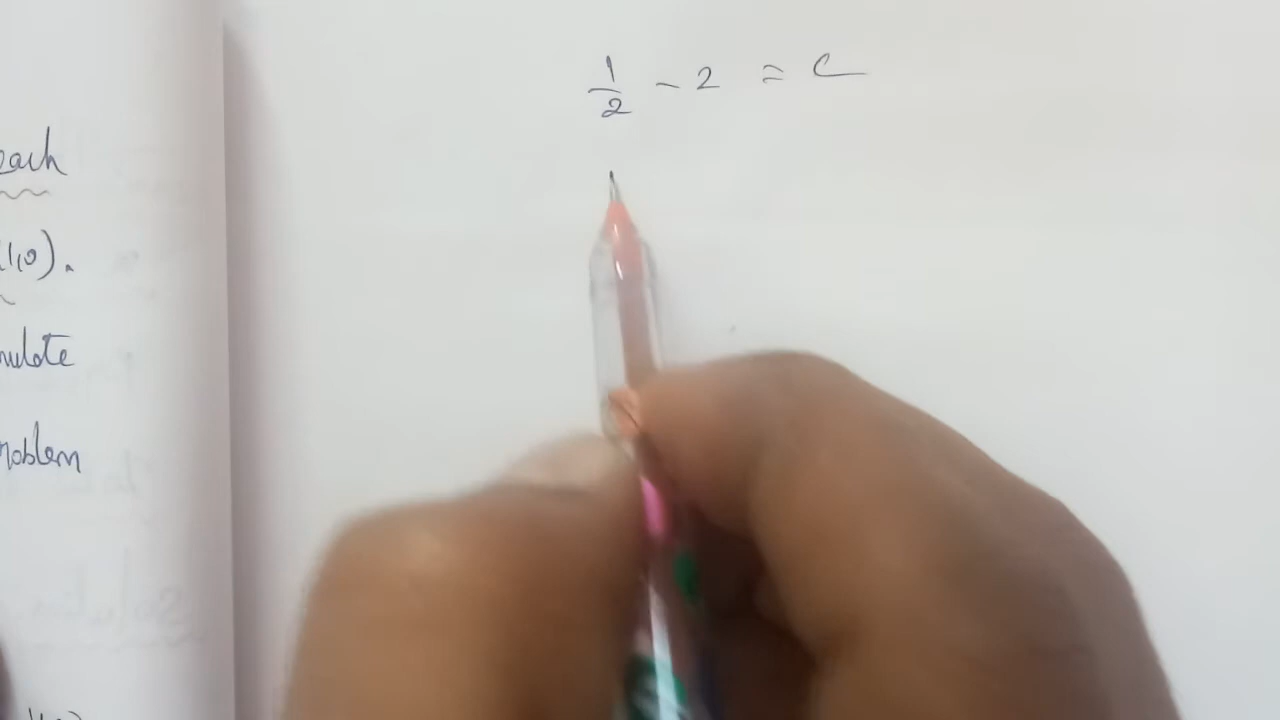 1/2 - 2 = c
each
1,0).
mulate
roblem